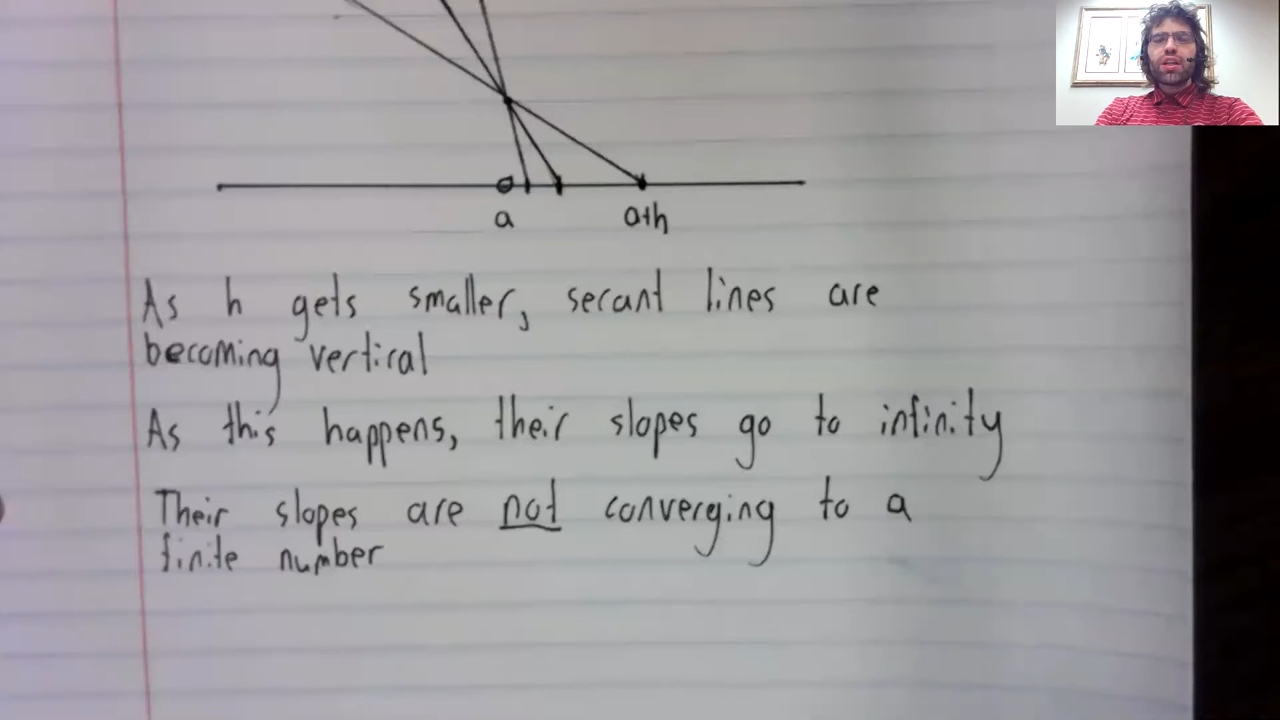 a
a+h
As h gets smaller, secant lines are
becoming vertical
As this happens, their slopes go to infinity
Their slopes are not converging to a
finite number